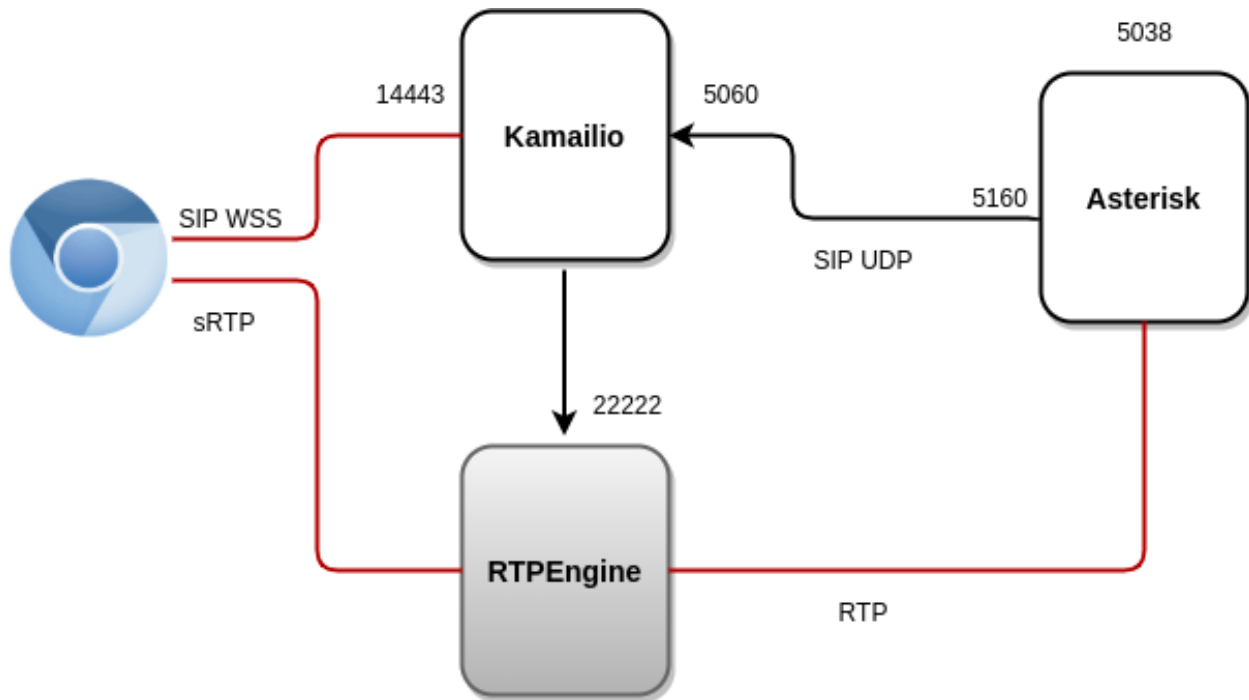 5038
14443
5060
Kamailio
5160
Asterisk
SIP WSS
SIP UDP
sRTP
22222
RTPEngine
RTP